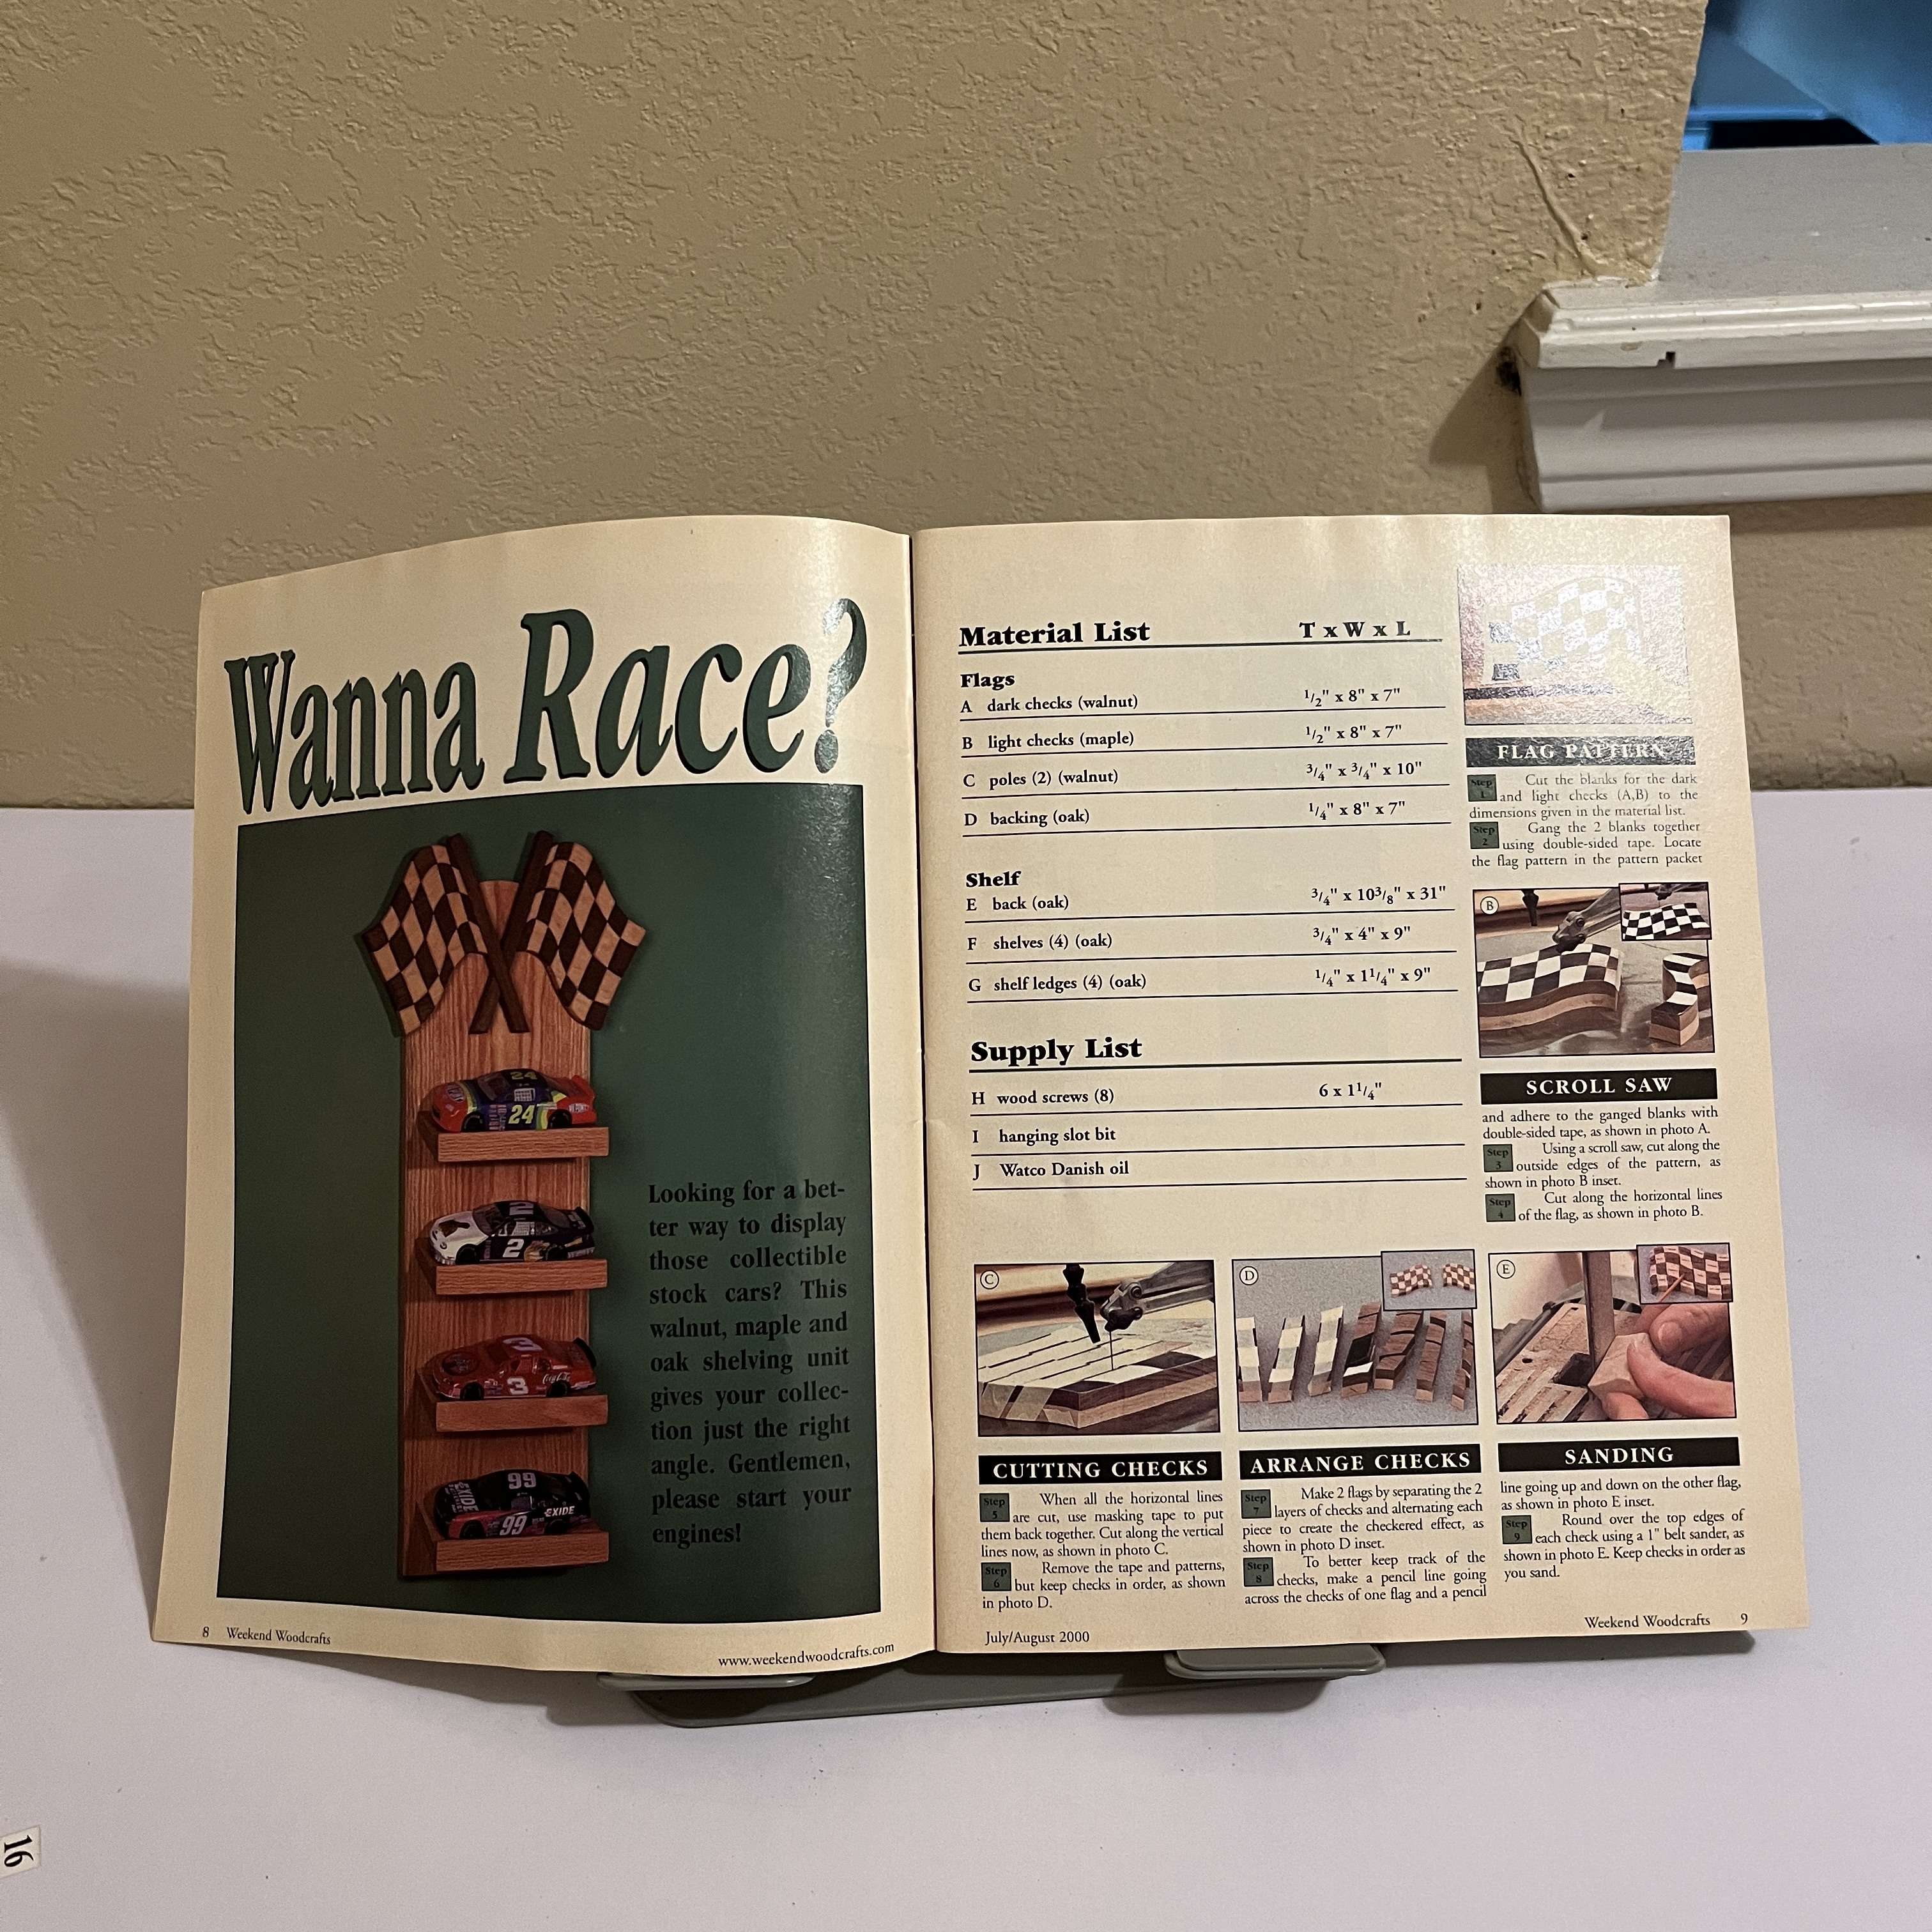 Wanna Race?
24
24
2
2
3
3
Coca-Cola
99
EXIDE
EXIDE
99
Looking for a bet-
ter way to display
those collectible
stock cars? This
walnut, maple and
oak shelving unit
gives your collec-
tion just the right
angle. Gentlemen,
please start your
engines!
8 Weekend Woodcrafts
www.weekendwoodcrafts.com
Material List T x W x L
Flags
A dark checks (walnut) 1/2" x 8" x 7"
B light checks (maple) 1/2" x 8" x 7"
C poles (2) (walnut) 3/4" x 3/4" x 10"
D backing (oak) 1/4" x 8" x 7"
Shelf
E back (oak) 3/4" x 10 3/8" x 31"
F shelves (4) (oak) 3/4" x 4" x 9"
G shelf ledges (4) (oak) 1/4" x 1 1/4" x 9"
Supply List
H wood screws (8) 6 x 1 1/4"
I hanging slot bit
J Watco Danish oil
FLAG PATTERN
Step 1 Cut the blanks for the dark
and light checks (A,B) to the
dimensions given in the material list.
Step 2 Gang the 2 blanks together
using double-sided tape. Locate
the flag pattern in the pattern packet
B
SCROLL SAW
and adhere to the ganged blanks with
double-sided tape, as shown in photo A.
Step 3 Using a scroll saw, cut along the
outside edges of the pattern, as
shown in photo B inset.
Step 4 Cut along the horizontal lines
of the flag, as shown in photo B.
C
CUTTING CHECKS
Step 5 When all the horizontal lines
are cut, use masking tape to put
them back together. Cut along the vertical
lines now, as shown in photo C.
Step 6 Remove the tape and patterns,
but keep checks in order, as shown
in photo D.
D
ARRANGE CHECKS
Step 7 Make 2 flags by separating the 2
layers of checks and alternating each
piece to create the checkered effect, as
shown in photo D inset.
Step 8 To better keep track of the
checks, make a pencil line going
across the checks of one flag and a pencil
E
SANDING
line going up and down on the other flag,
as shown in photo E inset.
Step 9 Round over the top edges of
each check using a 1" belt sander, as
shown in photo E. Keep checks in order as
you sand.
July/August 2000
Weekend Woodcrafts 9
16